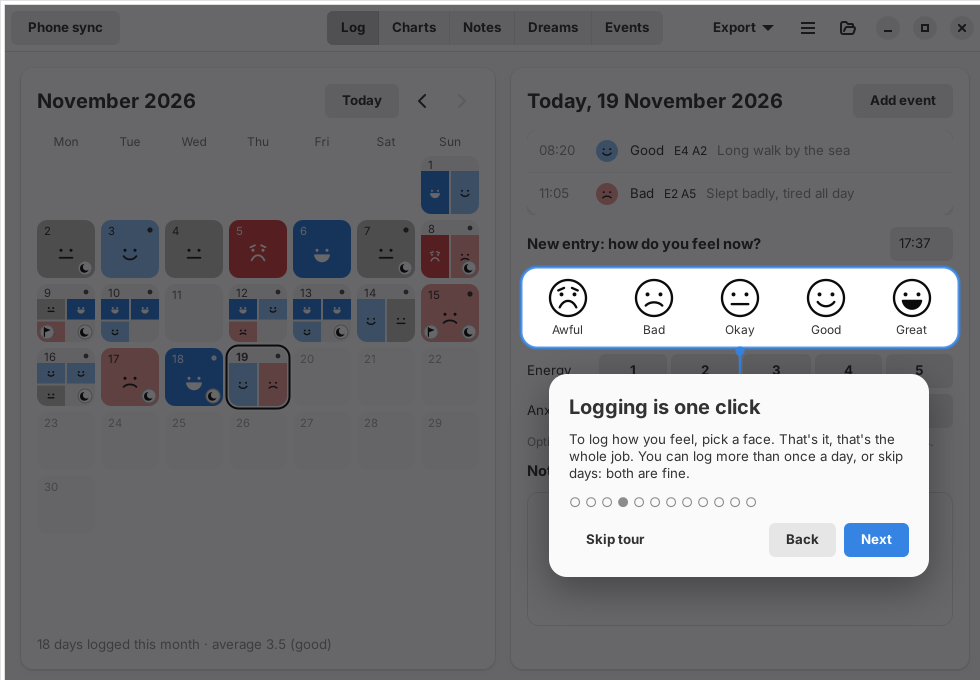 Phone sync
Log Charts Notes Dreams Events
Export
November 2026
Today
Mon Tue Wed Thu Fri Sat Sun
1
2 3 4 5 6 7 8
9 10 11 12 13 14 15
16 17 18 19 20 21 22
23 24 25 26 27 28 29
30
18 days logged this month · average 3.5 (good)
Today, 19 November 2026
Add event
08:20 Good E4 A2 Long walk by the sea
11:05 Bad E2 A5 Slept badly, tired all day
New entry: how do you feel now?
17:37
Awful Bad Okay Good Great
Energy 1 2 3 4 5
Logging is one click
To log how you feel, pick a face. That's it, that's the
whole job. You can log more than once a day, or skip
days: both are fine.
Skip tour
Back
Next